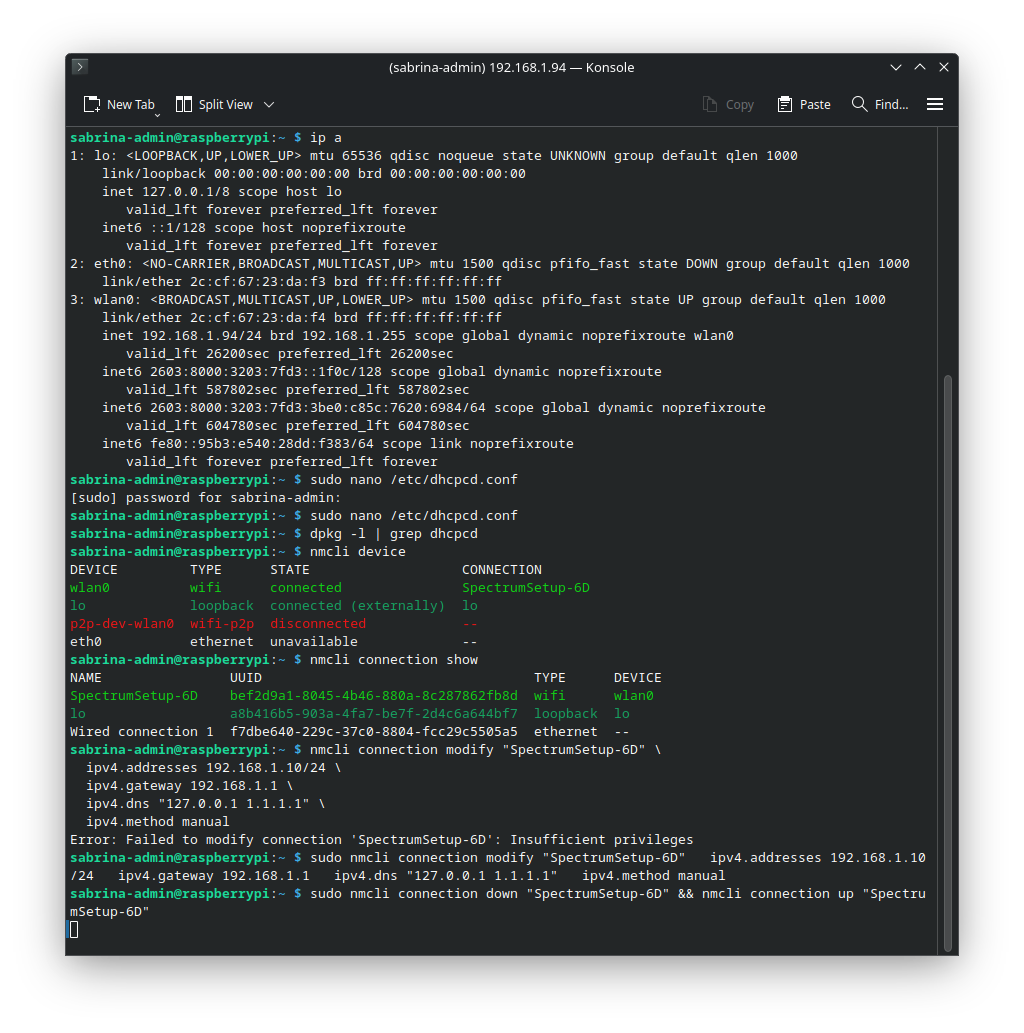 (sabrina-admin) 192.168.1.94 — Konsole
New Tab Split View Copy Paste Find...
sabrina-admin@raspberrypi:~ $ ip a
1: lo: <LOOPBACK,UP,LOWER_UP> mtu 65536 qdisc noqueue state UNKNOWN group default qlen 1000
    link/loopback 00:00:00:00:00:00 brd 00:00:00:00:00:00
    inet 127.0.0.1/8 scope host lo
       valid_lft forever preferred_lft forever
    inet6 ::1/128 scope host noprefixroute
       valid_lft forever preferred_lft forever
2: eth0: <NO-CARRIER,BROADCAST,MULTICAST,UP> mtu 1500 qdisc pfifo_fast state DOWN group default qlen 1000
    link/ether 2c:cf:67:23:da:f3 brd ff:ff:ff:ff:ff:ff
3: wlan0: <BROADCAST,MULTICAST,UP,LOWER_UP> mtu 1500 qdisc pfifo_fast state UP group default qlen 1000
    link/ether 2c:cf:67:23:da:f4 brd ff:ff:ff:ff:ff:ff
    inet 192.168.1.94/24 brd 192.168.1.255 scope global dynamic noprefixroute wlan0
       valid_lft 26200sec preferred_lft 26200sec
    inet6 2603:8000:3203:7fd3::1f0c/128 scope global dynamic noprefixroute
       valid_lft 587802sec preferred_lft 587802sec
    inet6 2603:8000:3203:7fd3:3be0:c85c:7620:6984/64 scope global dynamic noprefixroute
       valid_lft 604780sec preferred_lft 604780sec
    inet6 fe80::95b3:e540:28dd:f383/64 scope link noprefixroute
       valid_lft forever preferred_lft forever
sabrina-admin@raspberrypi:~ $ sudo nano /etc/dhcpcd.conf
[sudo] password for sabrina-admin:
sabrina-admin@raspberrypi:~ $ sudo nano /etc/dhcpcd.conf
sabrina-admin@raspberrypi:~ $ dpkg -l | grep dhcpcd
sabrina-admin@raspberrypi:~ $ nmcli device
DEVICE         TYPE      STATE                   CONNECTION
wlan0          wifi      connected               SpectrumSetup-6D
lo             loopback  connected (externally)  lo
p2p-dev-wlan0  wifi-p2p  disconnected            --
eth0           ethernet  unavailable             --
sabrina-admin@raspberrypi:~ $ nmcli connection show
NAME                UUID                                  TYPE      DEVICE
SpectrumSetup-6D    bef2d9a1-8045-4b46-880a-8c287862fb8d  wifi      wlan0
lo                  a8b416b5-903a-4fa7-be7f-2d4c6a644bf7  loopback  lo
Wired connection 1  f7dbe640-229c-37c0-8804-fcc29c5505a5  ethernet  --
sabrina-admin@raspberrypi:~ $ nmcli connection modify "SpectrumSetup-6D" \
  ipv4.addresses 192.168.1.10/24 \
  ipv4.gateway 192.168.1.1 \
  ipv4.dns "127.0.0.1 1.1.1.1" \
  ipv4.method manual
Error: Failed to modify connection 'SpectrumSetup-6D': Insufficient privileges
sabrina-admin@raspberrypi:~ $ sudo nmcli connection modify "SpectrumSetup-6D"   ipv4.addresses 192.168.1.10
/24   ipv4.gateway 192.168.1.1   ipv4.dns "127.0.0.1 1.1.1.1"   ipv4.method manual
sabrina-admin@raspberrypi:~ $ sudo nmcli connection down "SpectrumSetup-6D" && nmcli connection up "Spectru
mSetup-6D"